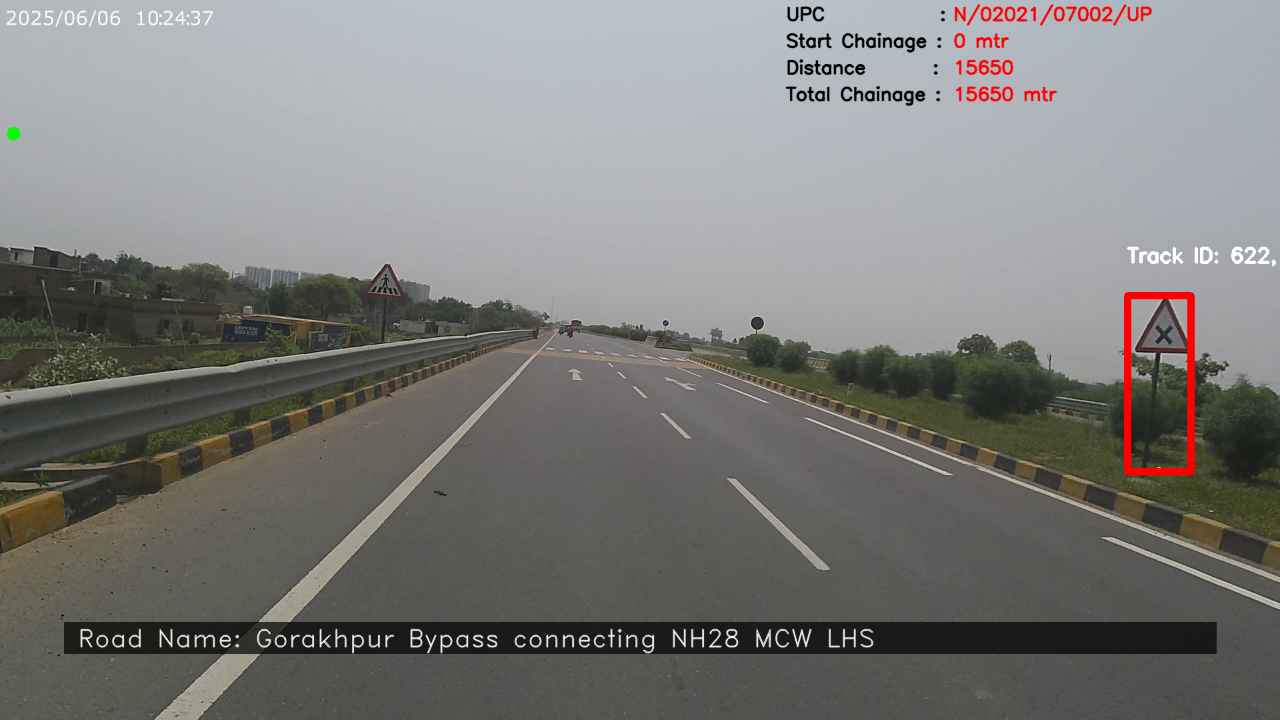 2025/06/06 10:24:37
UPC : N/02021/07002/UP
Start Chainage : 0 mtr
Distance : 15650
Total Chainage : 15650 mtr
Track ID: 622,
Road Name: Gorakhpur Bypass connecting NH28 MCW LHS